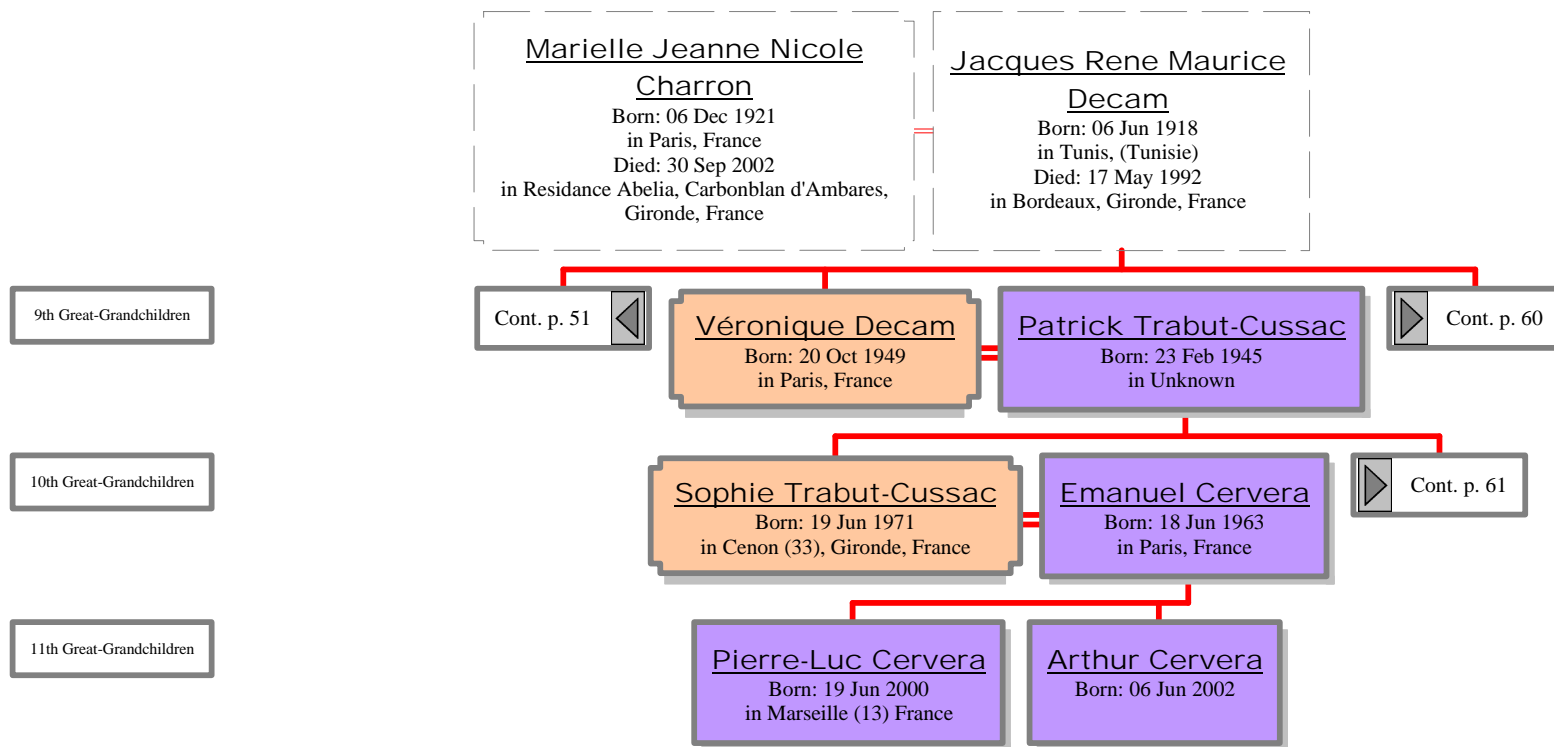 Marielle Jeanne Nicole
Charron
Born: 06 Dec 1921
in Paris, France
Died: 30 Sep 2002
in Residance Abelia, Carbonblan d'Ambares,
Gironde, France
Jacques Rene Maurice
Decam
Born: 06 Jun 1918
in Tunis, (Tunisie)
Died: 17 May 1992
in Bordeaux, Gironde, France
9th Great-Grandchildren
Cont. p. 51
Véronique Decam
Born: 20 Oct 1949
in Paris, France
Patrick Trabut-Cussac
Born: 23 Feb 1945
in Unknown
Cont. p. 60
10th Great-Grandchildren
Sophie Trabut-Cussac
Born: 19 Jun 1971
in Cenon (33), Gironde, France
Emanuel Cervera
Born: 18 Jun 1963
in Paris, France
Cont. p. 61
11th Great-Grandchildren
Pierre-Luc Cervera
Born: 19 Jun 2000
in Marseille (13) France
Arthur Cervera
Born: 06 Jun 2002